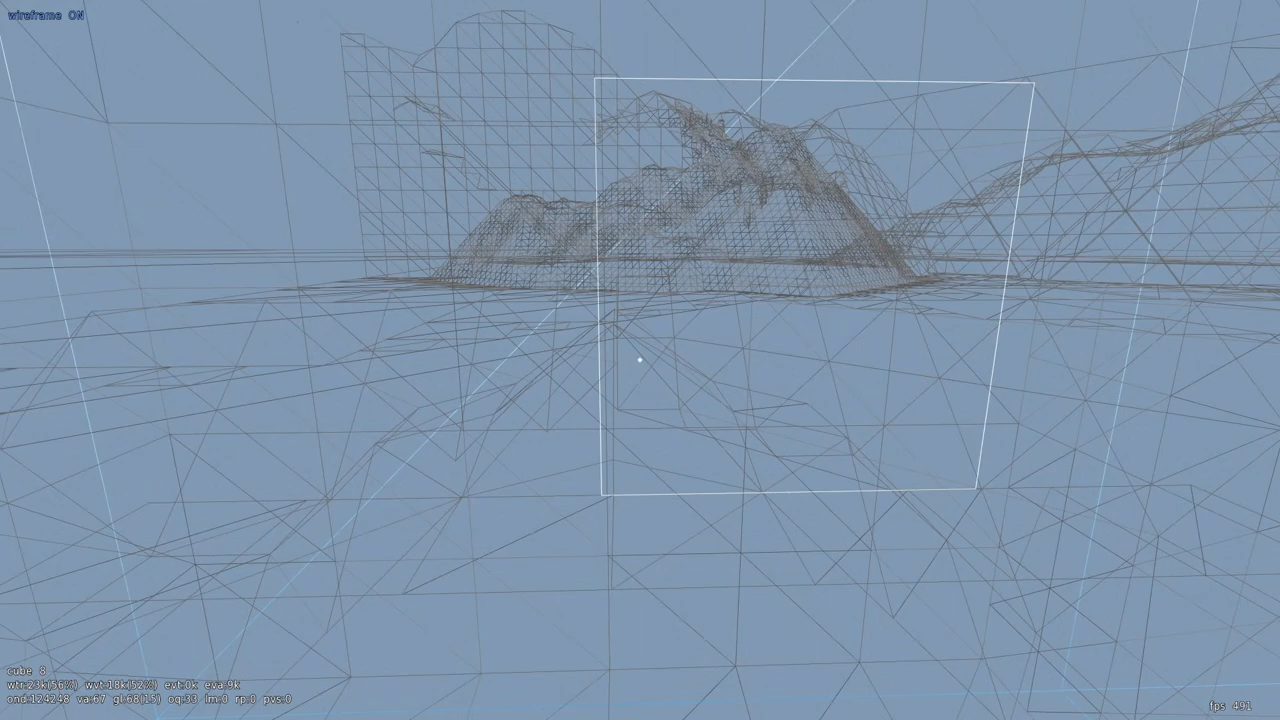 wireframe ON
cube 8
wtr:23k(56%) wvt:18k(52%) evt:0k eva:9k
ond:124248 va:67 gl:68(13) oq:33 lm:0 rp:0 pvs:0
fps 491